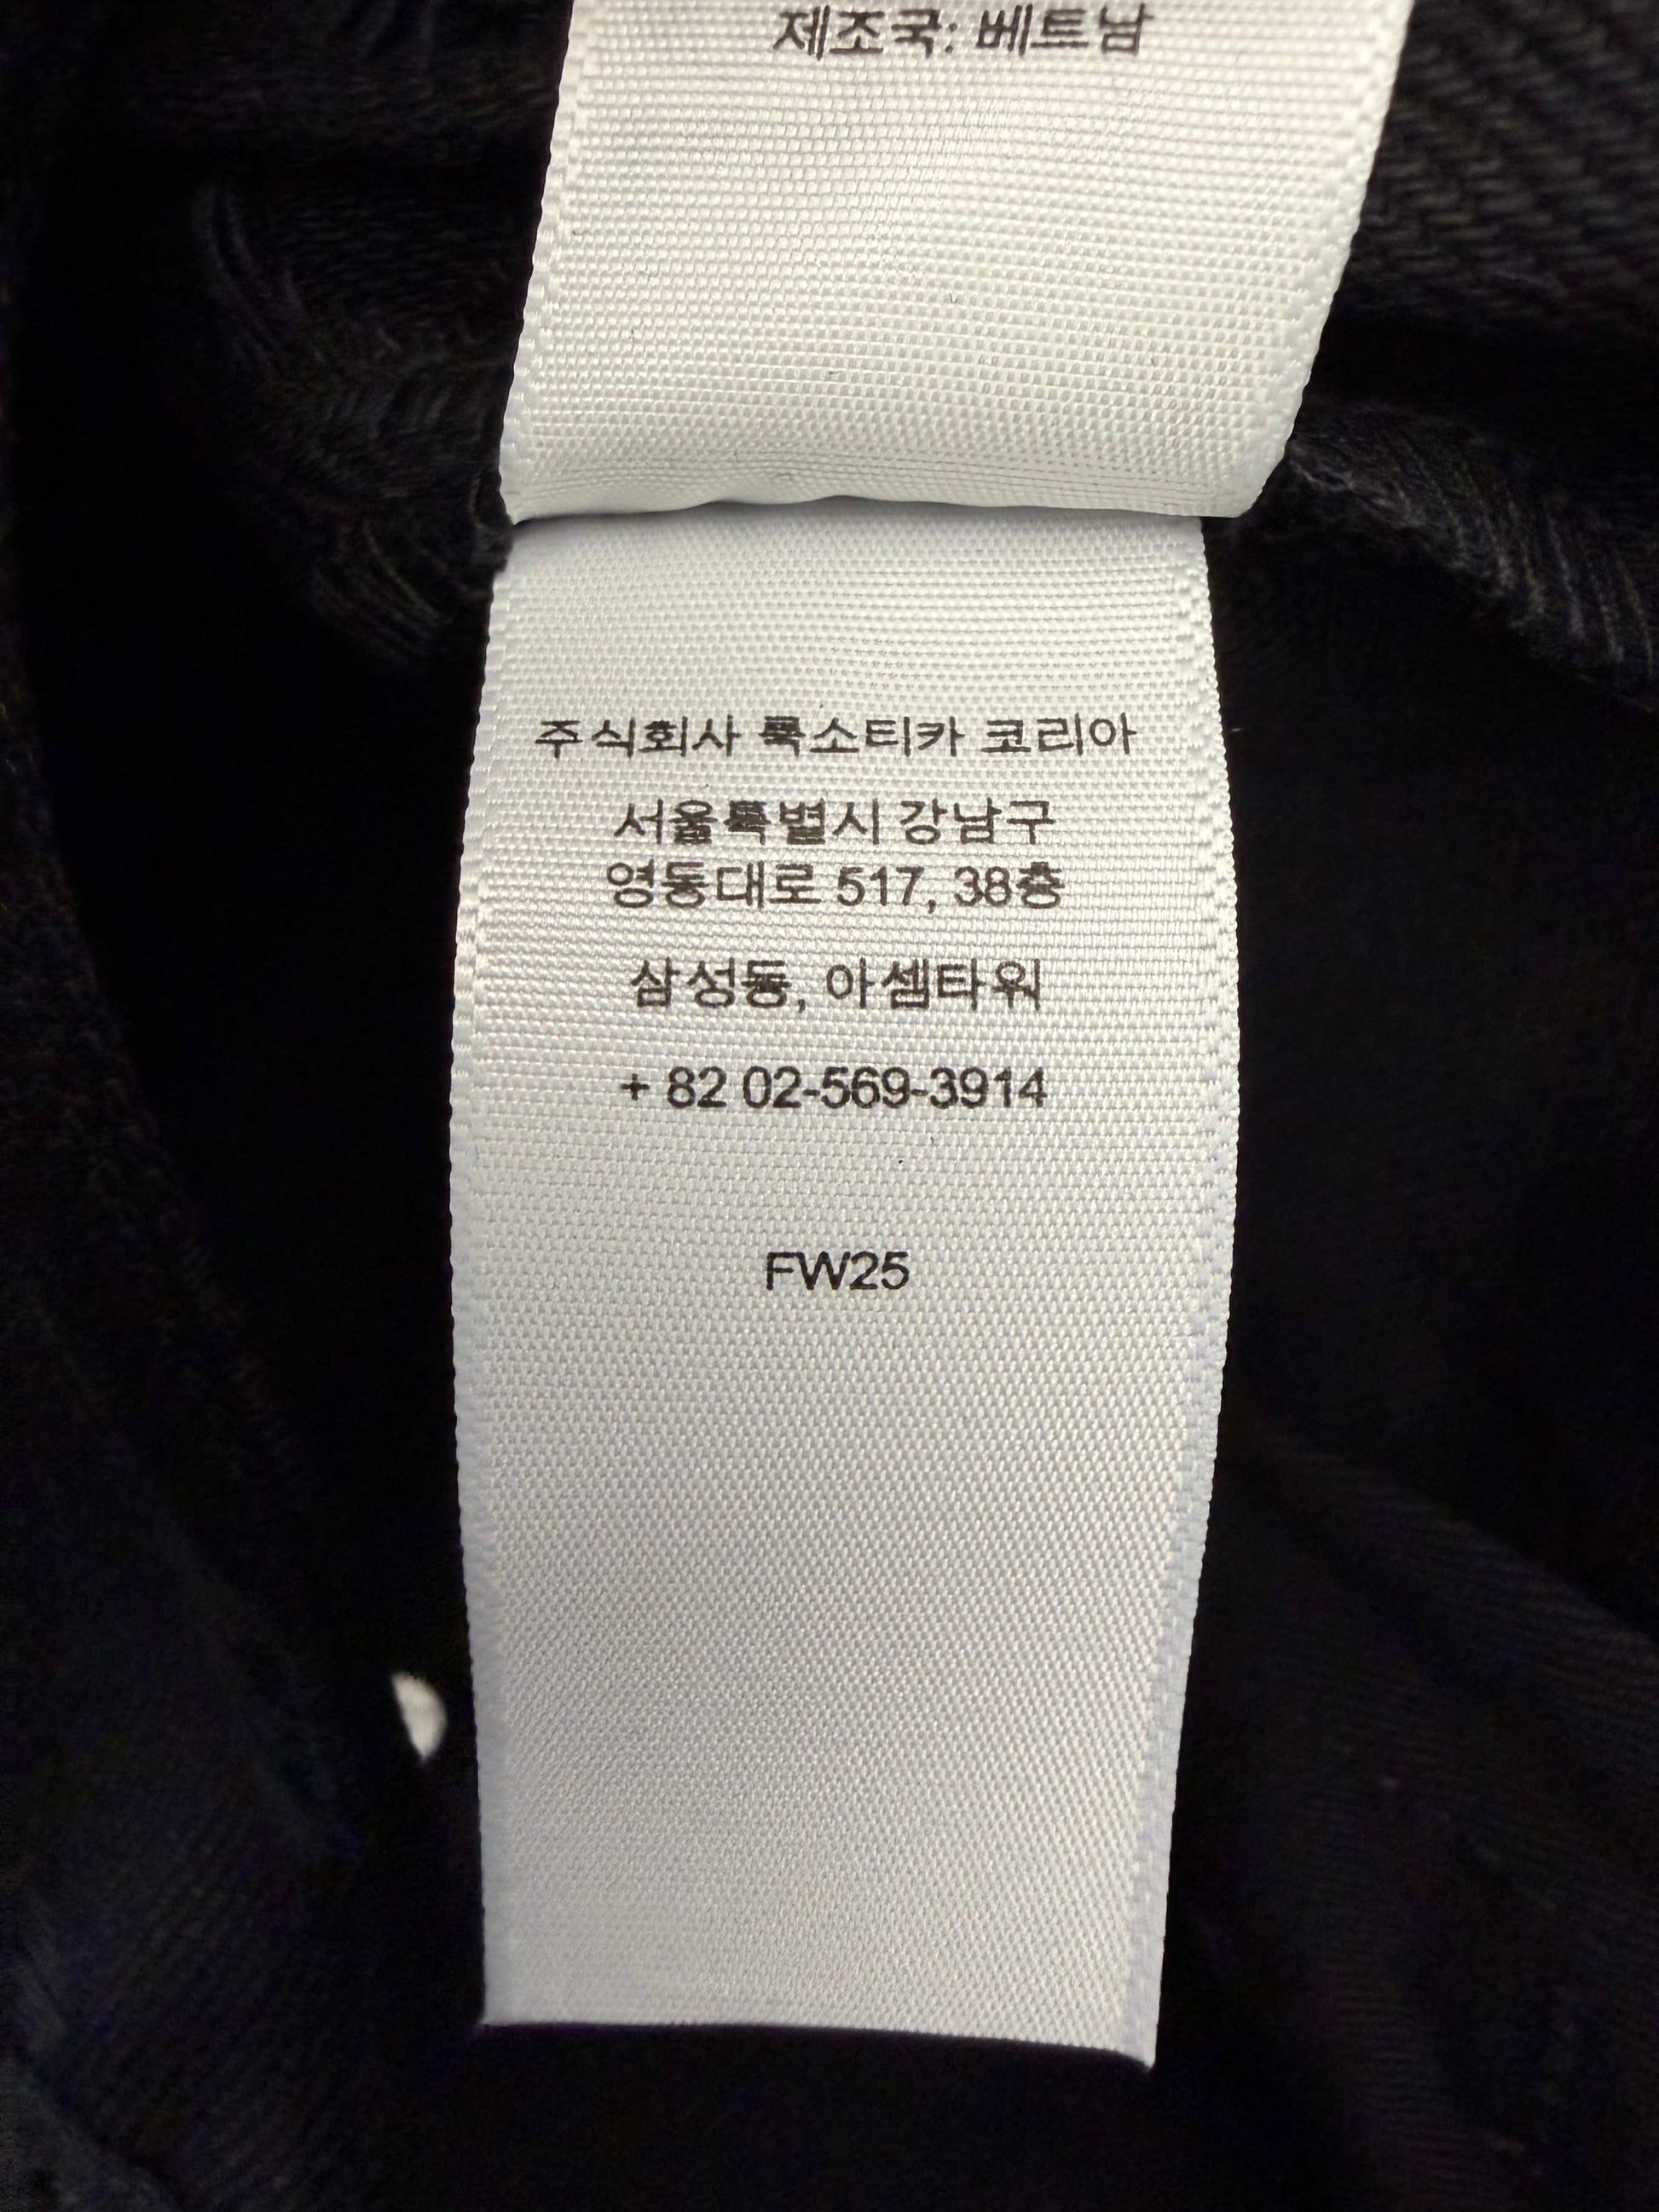 제조국: 베트남
주식회사 룩소티카 코리아
서울특별시 강남구
영동대로 517, 38층
삼성동, 아셈타워
+ 82 02-569-3914
FW25